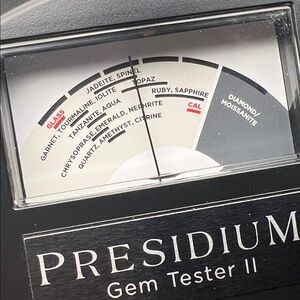 JADEITE, SPINEL
TOPAZ
GLASS
GARNET, TOURMALINE, IOLITE
RUBY, SAPPHIRE
TANZANITE, AQUA
CAL
DIAMOND/
MOISSANITE
CHRYSOPRASE, EMERALD, NEPHRITE
QUARTZ, AMETHYST, CITRINE
PRESIDIUM
Gem Tester II